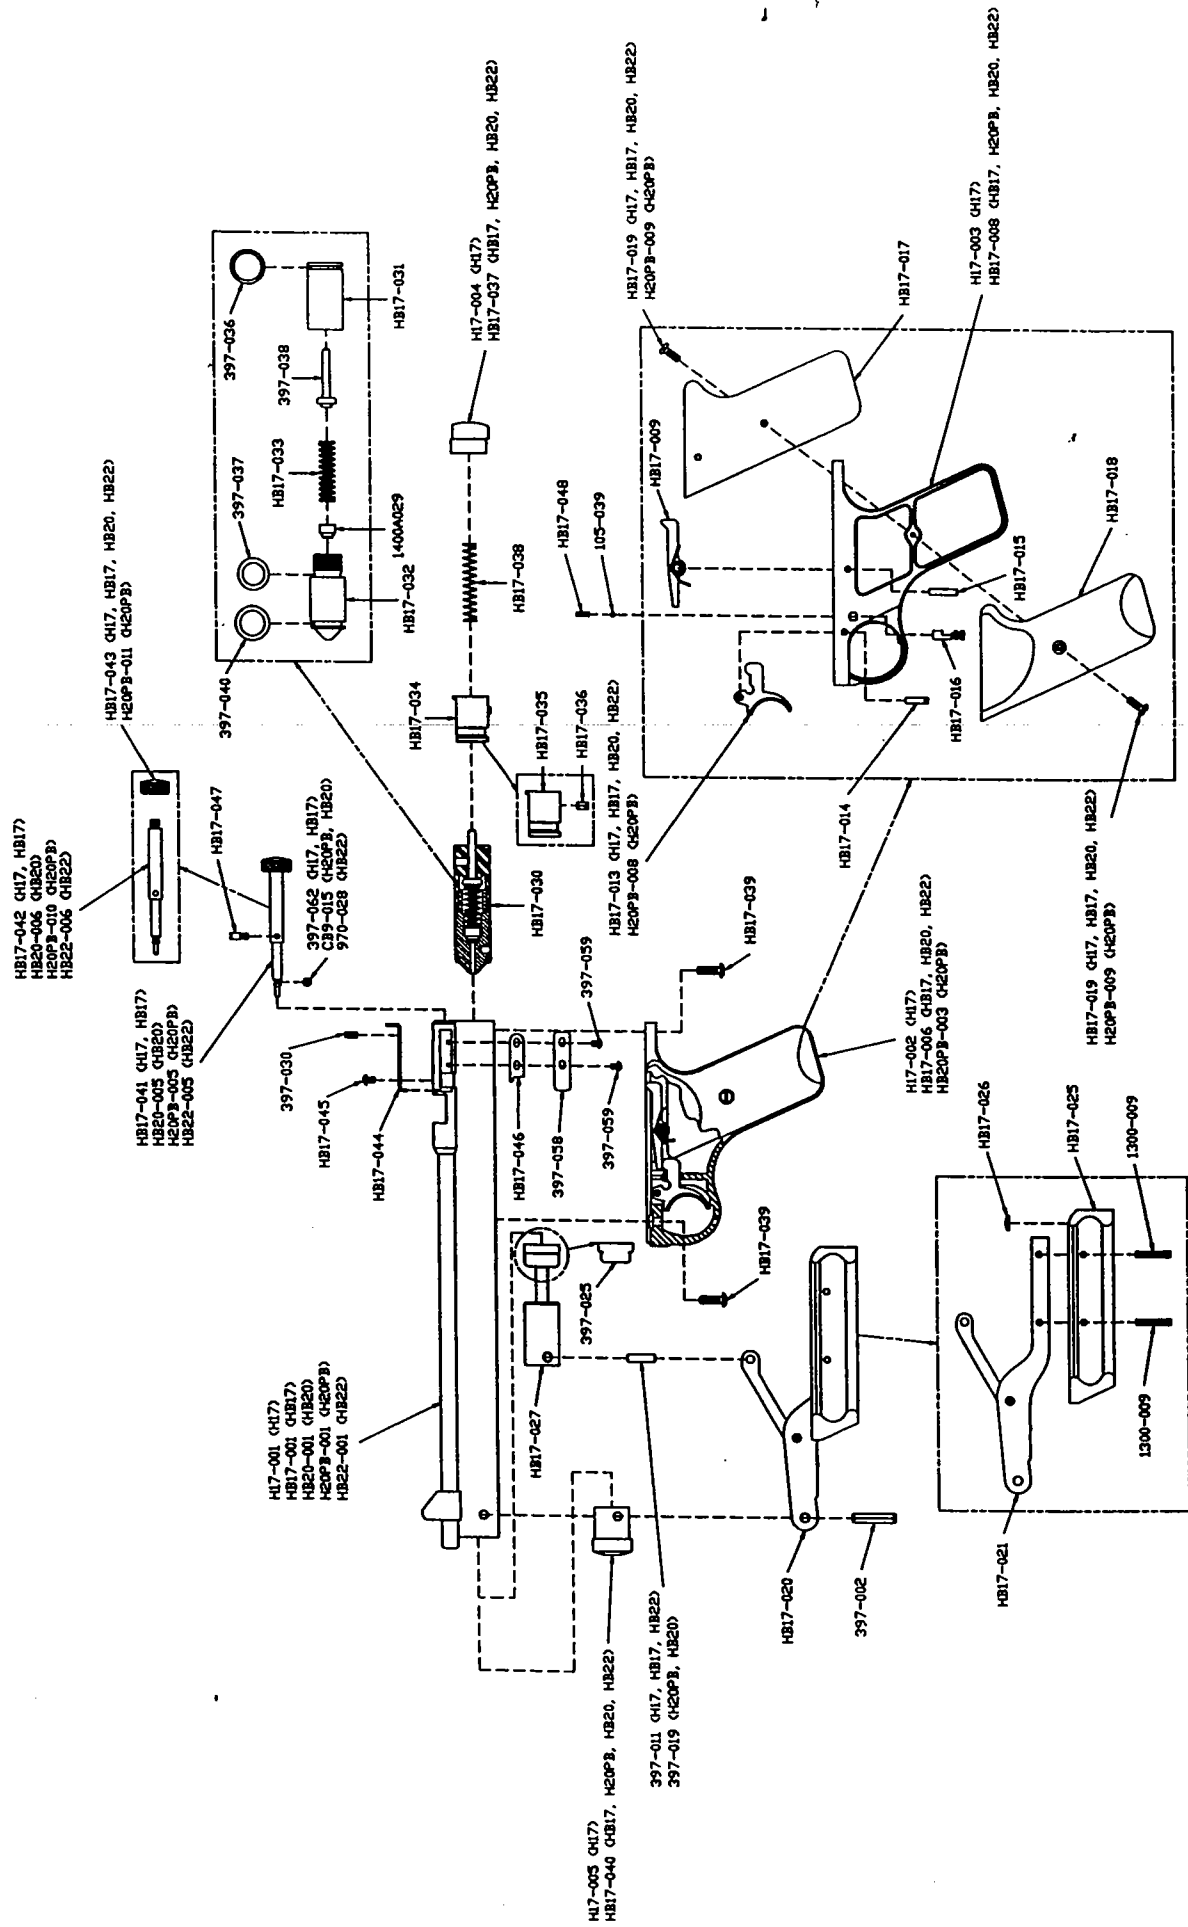 HB17-042 (H17, HB17)
HB20-006 (HB20)
H20PB-010 (H20PB)
HB22-006 (HB22)
HB17-043 (H17, HB17, HB20, HB22)
H20PB-011 (H20PB)
HB17-047
397-062 (H17, HB17)
CB9-015 (H20PB, HB20)
970-028 (HB22)
HB17-041 (H17, HB17)
HB20-005 (HB20)
H20PB-005 (H20PB)
HB22-005 (HB22)
397-030
HB17-045
HB17-044
397-040
397-037
HB17-033
397-038
397-036
HB17-031
1400A029
HB17-032
H17-004 (H17)
HB17-037 (HB17, H20PB, HB20, HB22)
HB17-038
HB17-034
HB17-035
HB17-036
HB17-030
397-059
HB17-046
397-058
397-059
H17-001 (H17)
HB17-001 (HB17)
HB20-001 (HB20)
H20PB-001 (H20PB)
HB22-001 (HB22)
HB17-027
397-025
HB17-039
HB17-039
H17-002 (H17)
HB17-006 (HB17, HB20, HB22)
HB20PB-003 (H20PB)
HB17-013 (H17, HB17, HB20, HB22)
H20PB-008 (H20PB)
HB17-048
105-039
HB17-009
HB17-019 (H17, HB17, HB20, HB22)
H20PB-009 (H20PB)
HB17-017
H17-003 (H17)
HB17-008 (HB17, H20PB, HB20, HB22)
HB17-018
HB17-015
HB17-016
HB17-014
HB17-019 (H17, HB17, HB20, HB22)
H20PB-009 (H20PB)
H17-005 (H17)
HB17-040 (HB17, H20PB, HB20, HB22)
397-011 (H17, HB17, HB22)
397-019 (H20PB, HB20)
HB17-020
397-002
HB17-026
HB17-025
1300-009
1300-009
HB17-021